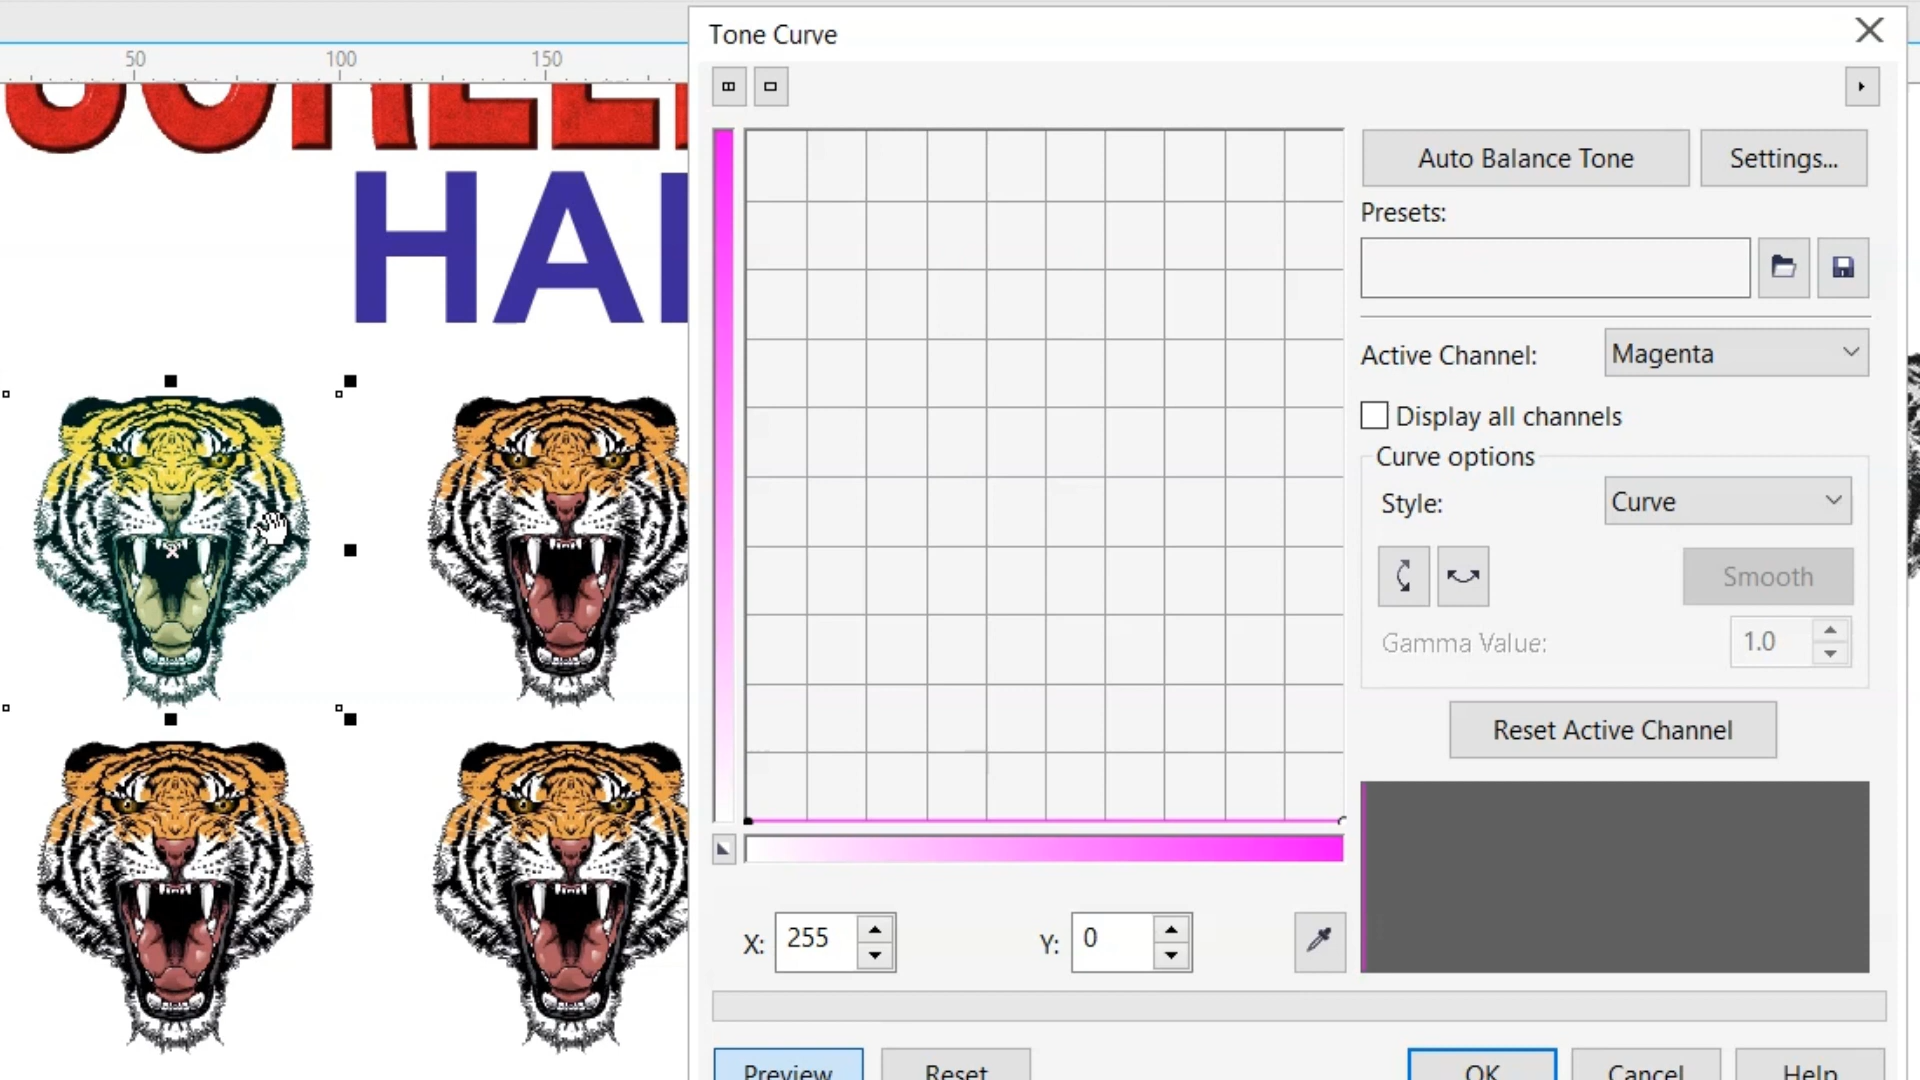 Tone Curve
50 100 150
Auto Balance Tone Settings...
Presets:
HA
Active Channel: Magenta
Display all channels
Curve options
Style: Curve
Smooth
Gamma Value: 1.0
Reset Active Channel
X: 255 Y: 0
Preview Reset OK Cancel Help